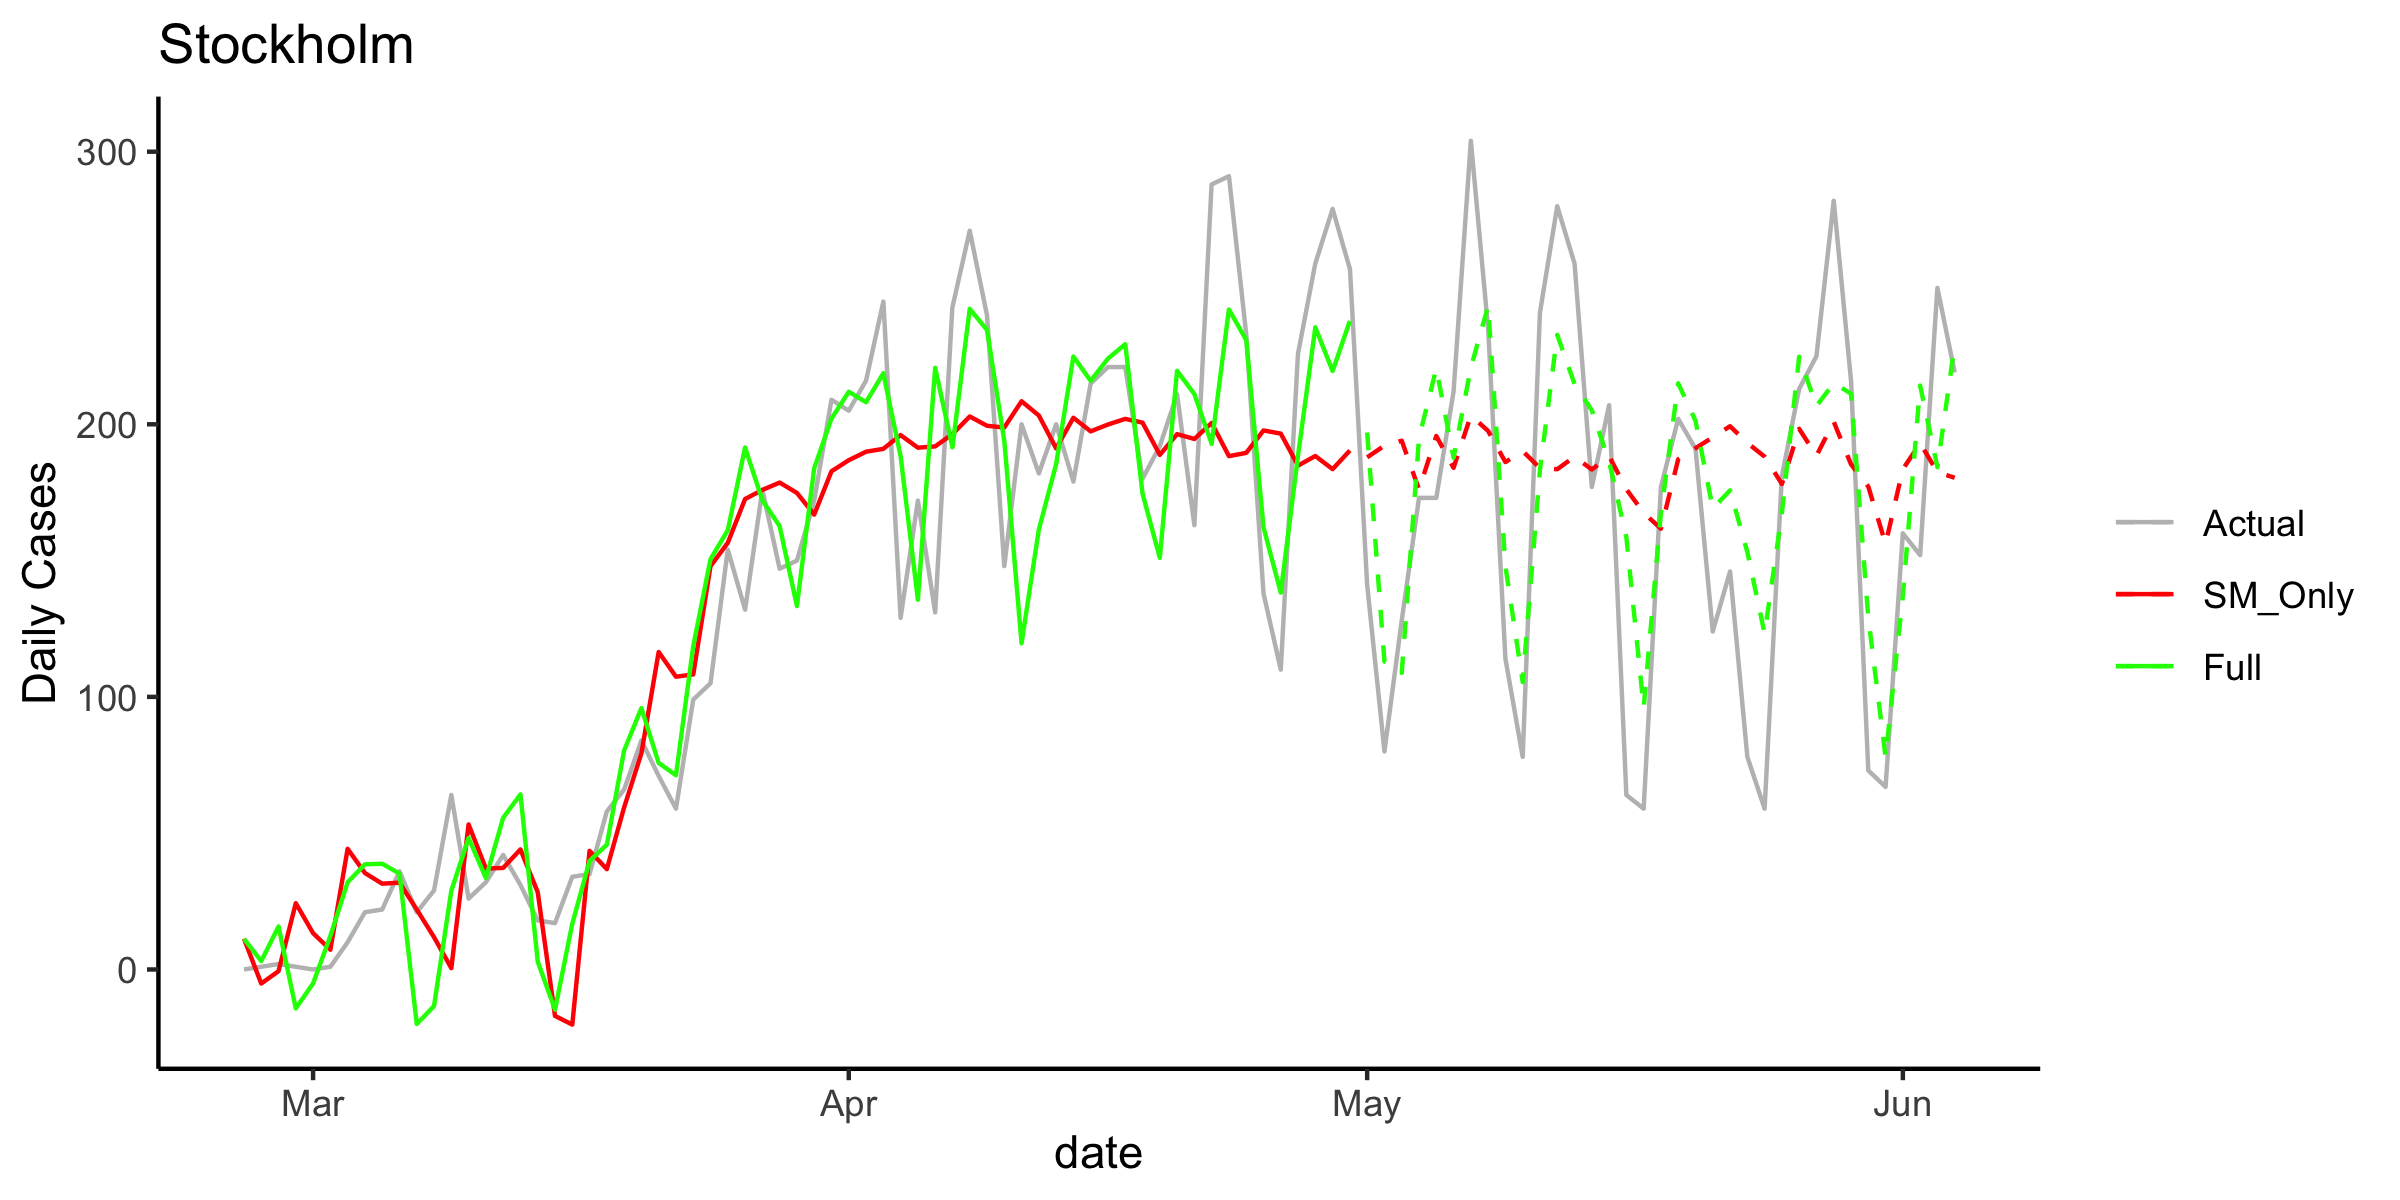 Stockholm
300
200
100
0
Daily Cases
Mar
Apr
May
Jun
date
Actual
SM_Only
Full